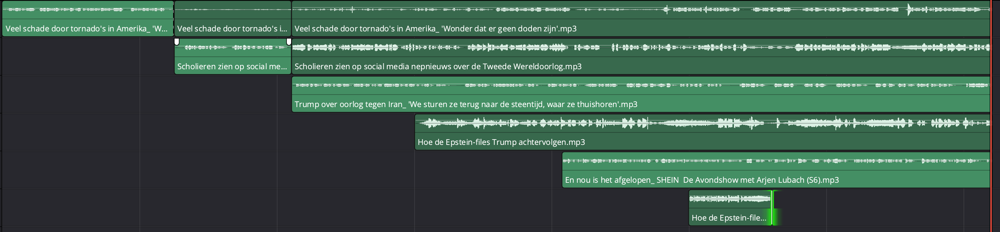 Veel schade door tornado's in Amerika_ 'W...
Veel schade door tornado's i...
Veel schade door tornado's in Amerika_ 'Wonder dat er geen doden zijn'.mp3
Scholieren zien op social me...
Scholieren zien op social media nepnieuws over de Tweede Wereldoorlog.mp3
Trump over oorlog tegen Iran_ 'We sturen ze terug naar de steentijd, waar ze thuishoren'.mp3
Hoe de Epstein-files Trump achtervolgen.mp3
En nou is het afgelopen_ SHEIN  De Avondshow met Arjen Lubach (S6).mp3
Hoe de Epstein-file...